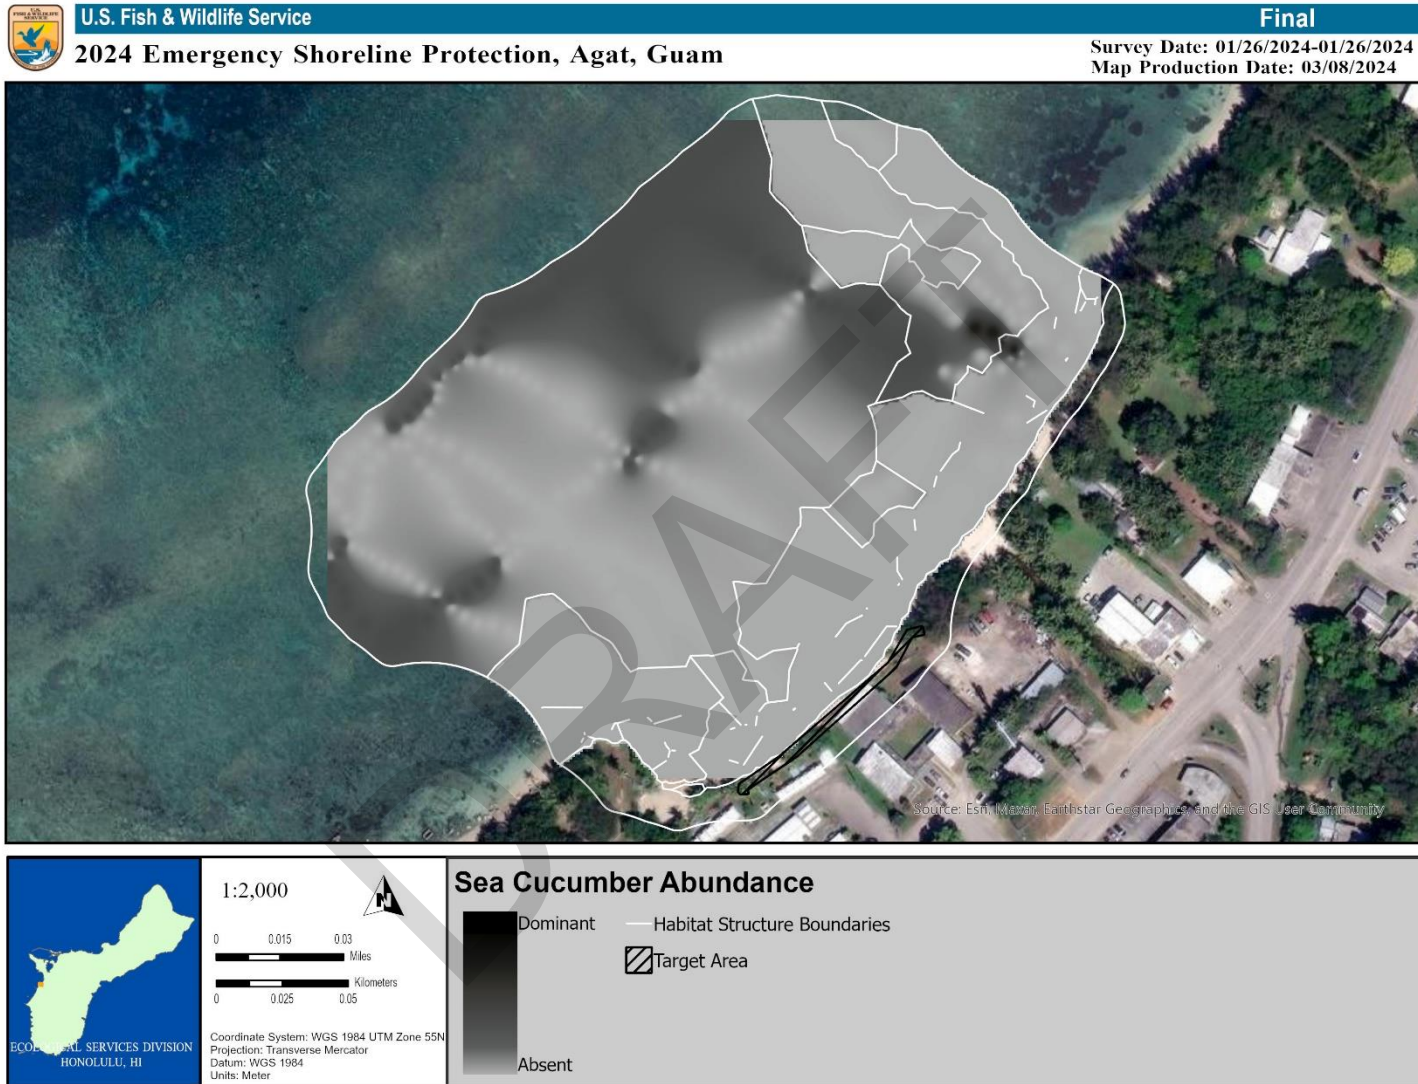 U.S. FISH & WILDLIFE SERVICE
U.S. Fish & Wildlife Service
Final
2024 Emergency Shoreline Protection, Agat, Guam
Survey Date: 01/26/2024-01/26/2024
Map Production Date: 03/08/2024
DRAFT
Source: Esri, Maxar, Earthstar Geographics, and the GIS User Community
ECOLOGICAL SERVICES DIVISION
HONOLULU, HI
1:2,000
N
0 0.015 0.03
Miles
Kilometers
0 0.025 0.05
Coordinate System: WGS 1984 UTM Zone 55N
Projection: Transverse Mercator
Datum: WGS 1984
Units: Meter
Sea Cucumber Abundance
Dominant
Absent
Habitat Structure Boundaries
Target Area